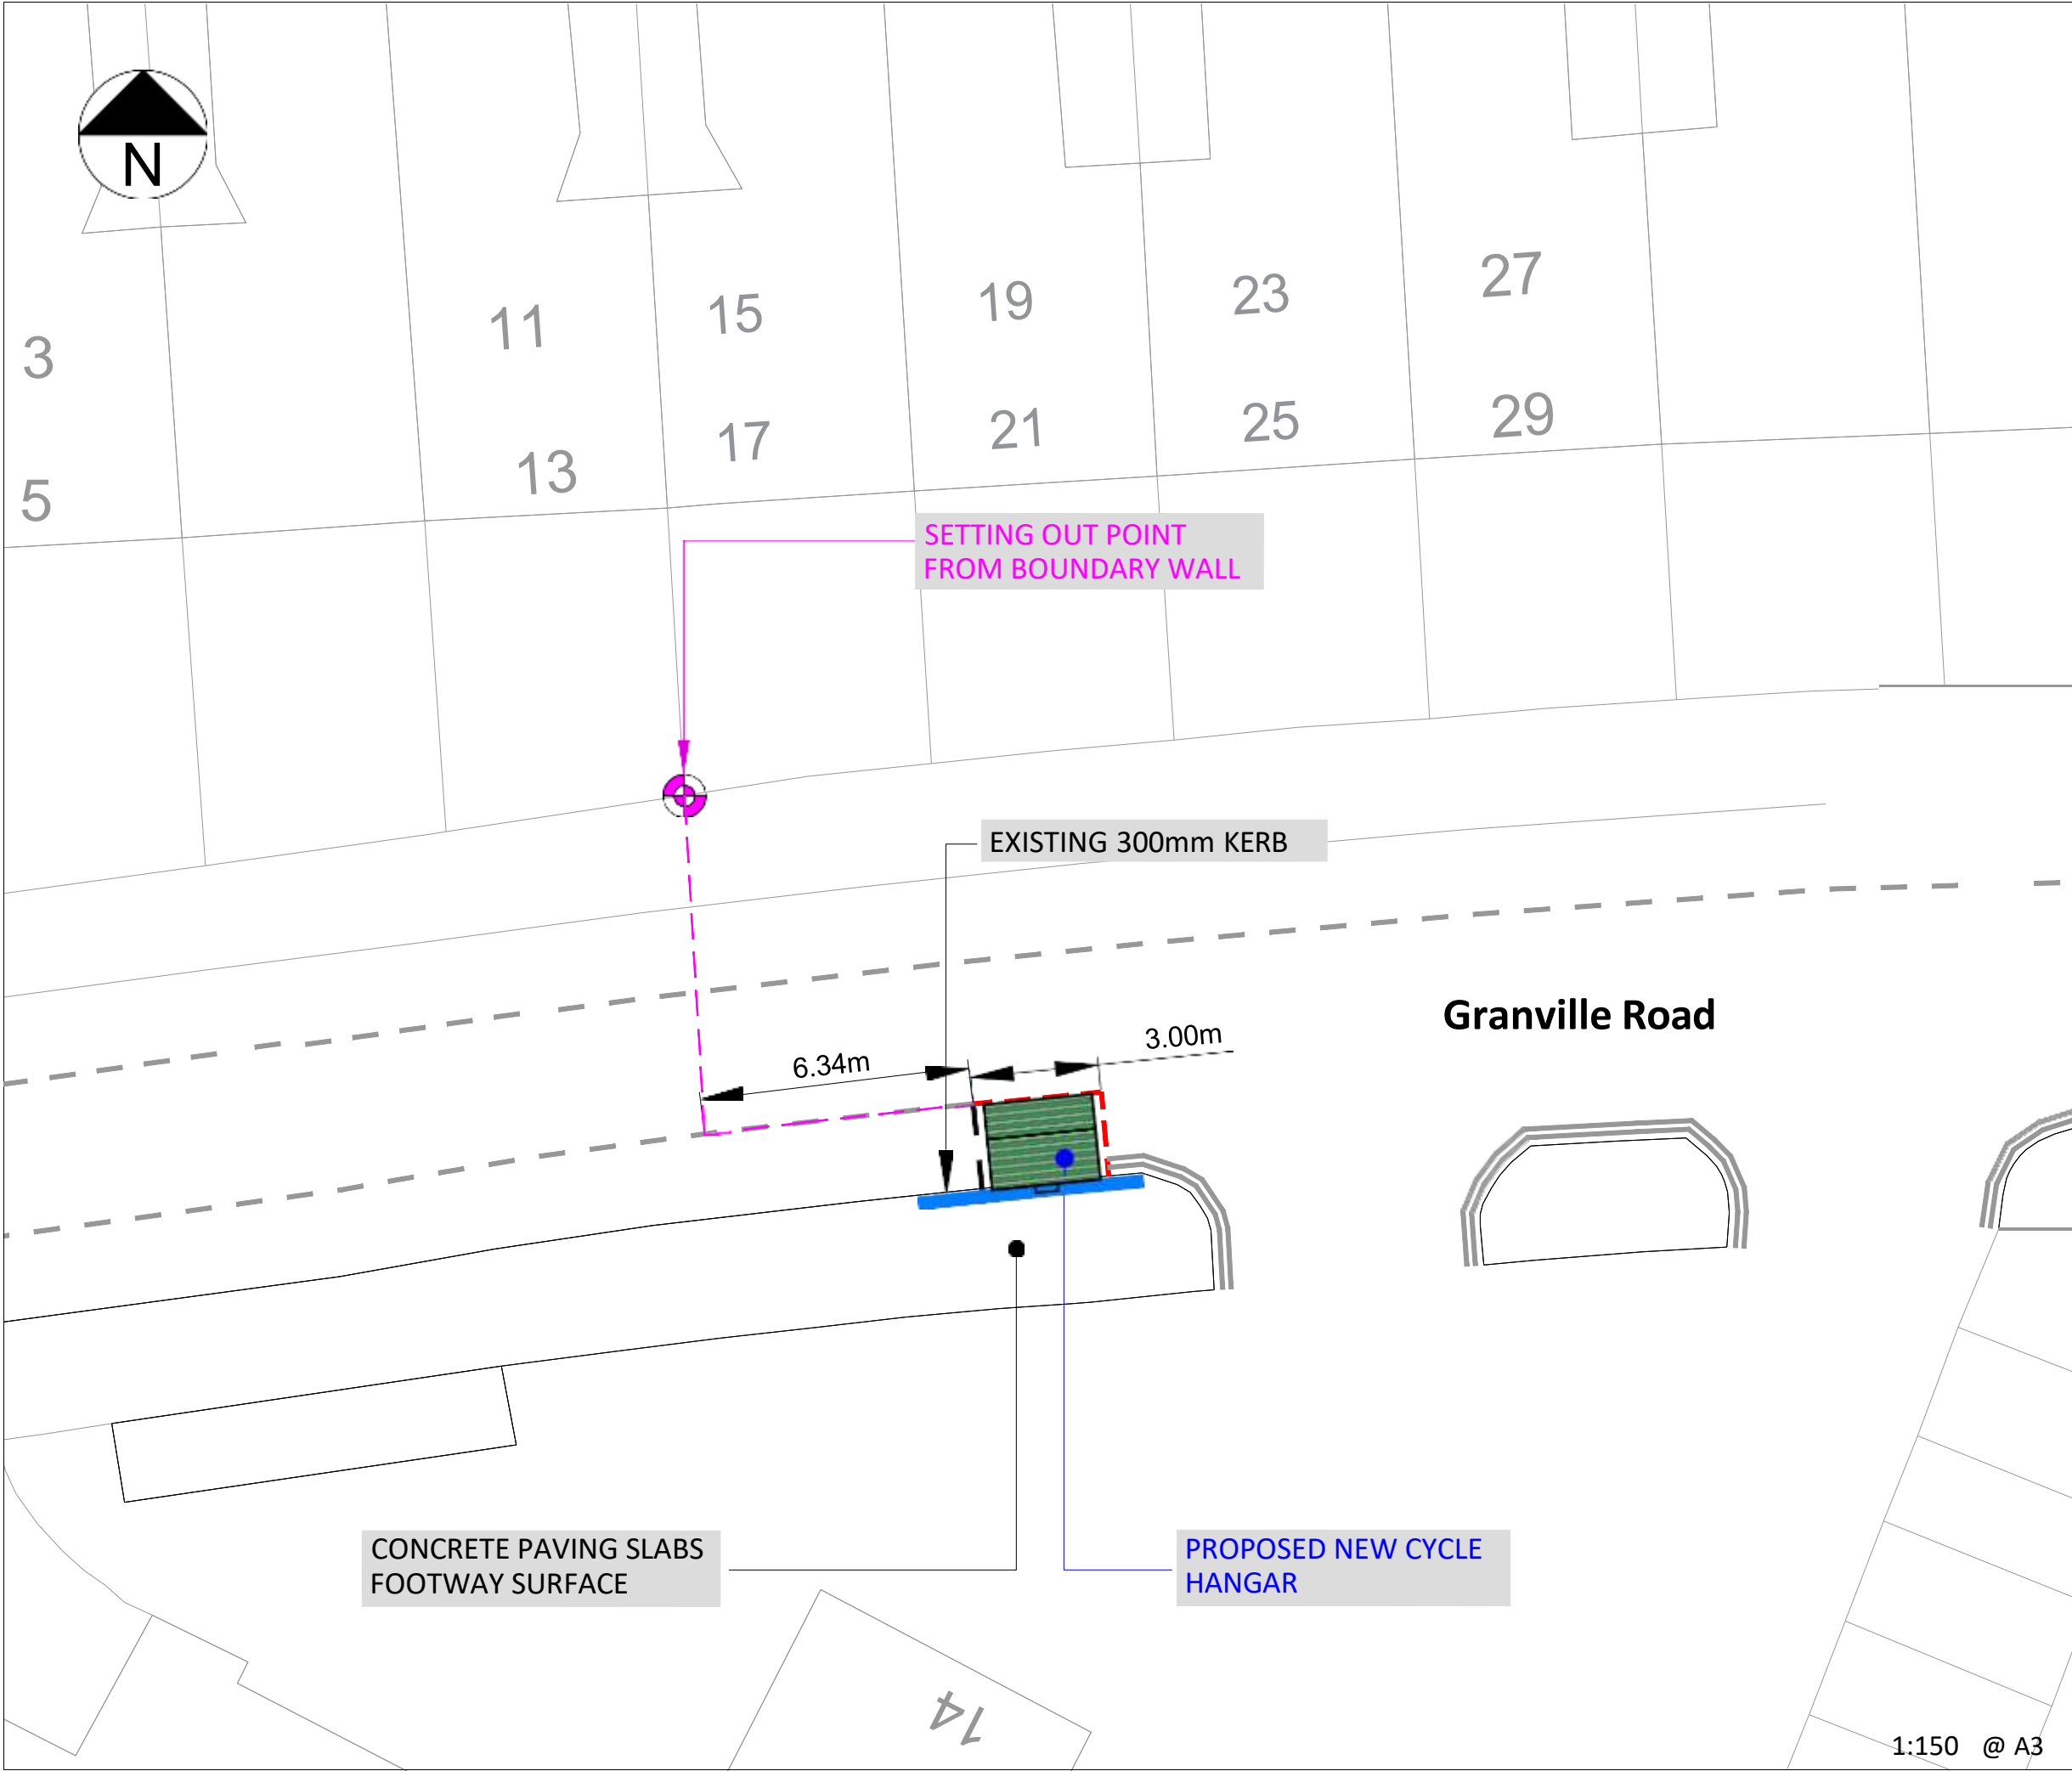 N
3
5
11
13
15
17
19
21
23
25
27
29
SETTING OUT POINT
FROM BOUNDARY WALL
EXISTING 300mm KERB
Granville Road
6.34m
3.00m
CONCRETE PAVING SLABS
FOOTWAY SURFACE
PROPOSED NEW CYCLE
HANGAR
14
1:150 @ A3